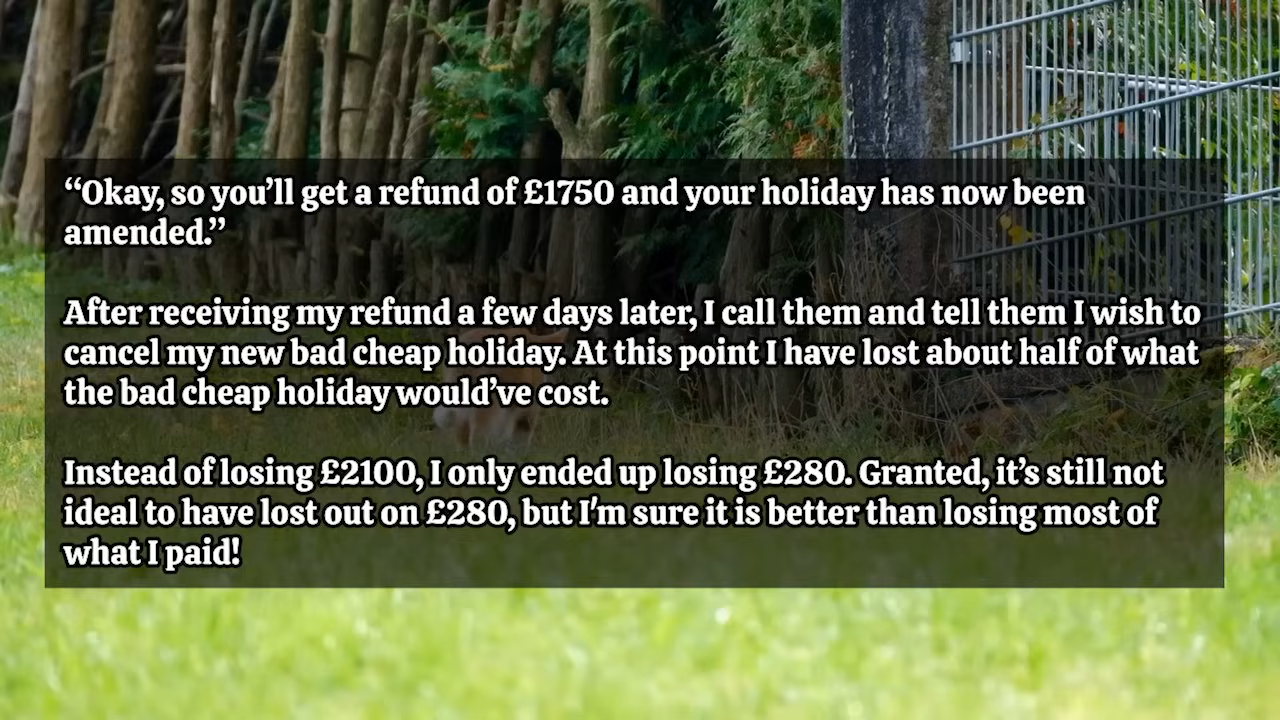 “Okay, so you’ll get a refund of £1750 and your holiday has now been
amended.”
After receiving my refund a few days later, I call them and tell them I wish to
cancel my new bad cheap holiday. At this point I have lost about half of what
the bad cheap holiday would’ve cost.
Instead of losing £2100, I only ended up losing £280. Granted, it’s still not
ideal to have lost out on £280, but I'm sure it is better than losing most of
what I paid!